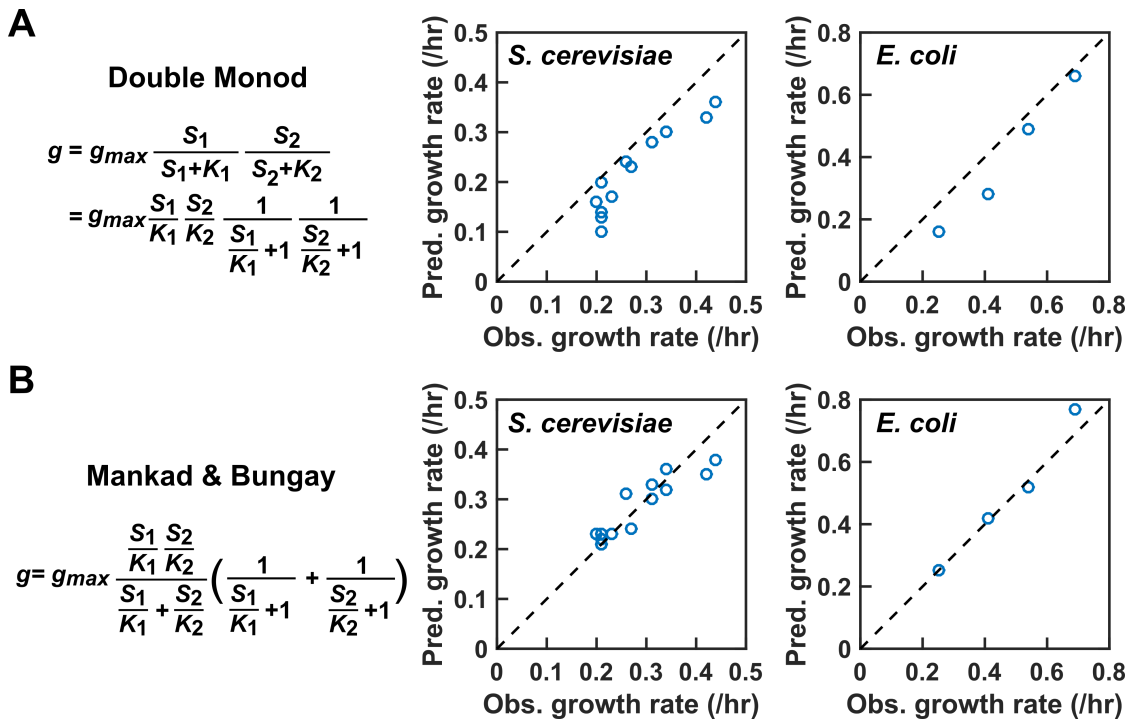 A
Double Monod
g = gmax S1/(S1+K1) S2/(S2+K2)
= gmax S1/K1 S2/K2 1/(S1/K1 +1) 1/(S2/K2 +1)
S. cerevisiae
Pred. growth rate (/hr)
0.5
0.4
0.3
0.2
0.1
0
0 0.1 0.2 0.3 0.4 0.5
Obs. growth rate (/hr)
E. coli
Pred. growth rate (/hr)
0.8
0.6
0.4
0.2
0
0 0.2 0.4 0.6 0.8
Obs. growth rate (/hr)
B
Mankad & Bungay
g= gmax (S1/K1 S2/K2)/(S1/K1 + S2/K2) (1/(S1/K1 +1) + 1/(S2/K2 +1))
S. cerevisiae
Pred. growth rate (/hr)
0.5
0.4
0.3
0.2
0.1
0
0 0.1 0.2 0.3 0.4 0.5
Obs. growth rate (/hr)
E. coli
Pred. growth rate (/hr)
0.8
0.6
0.4
0.2
0
0 0.2 0.4 0.6 0.8
Obs. growth rate (/hr)